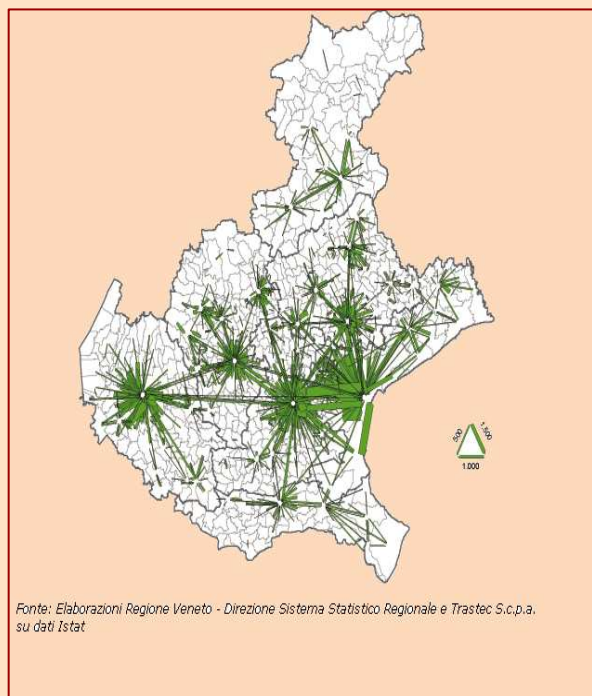 500
1.500
1.000
Fonte: Elaborazioni Regione Veneto - Direzione Sistema Statistico Regionale e Trastec S.c.p.a.
su dati Istat